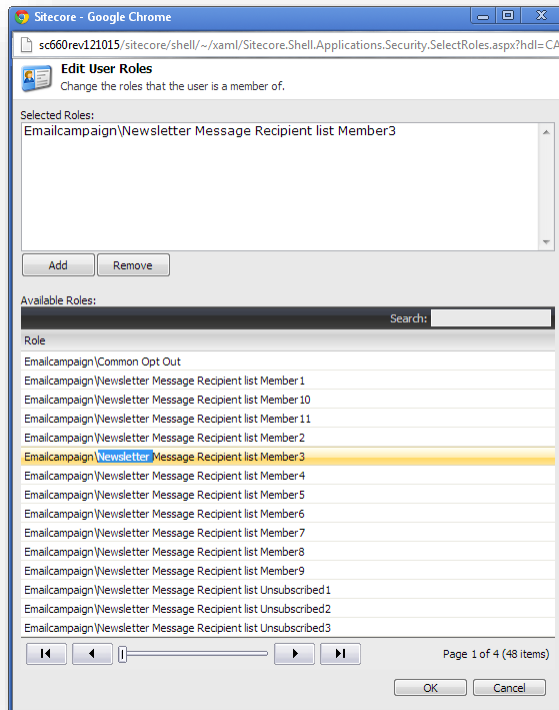 Sitecore - Google Chrome
sc660rev121015/sitecore/shell/~/xaml/Sitecore.Shell.Applications.Security.SelectRoles.aspx?hdl=CA
Edit User Roles
Change the roles that the user is a member of.
Selected Roles:
Emailcampaign\Newsletter Message Recipient list Member3
Add Remove
Available Roles:
Search:
Role
Emailcampaign\Common Opt Out
Emailcampaign\Newsletter Message Recipient list Member1
Emailcampaign\Newsletter Message Recipient list Member10
Emailcampaign\Newsletter Message Recipient list Member11
Emailcampaign\Newsletter Message Recipient list Member2
Emailcampaign\Newsletter Message Recipient list Member3
Emailcampaign\Newsletter Message Recipient list Member4
Emailcampaign\Newsletter Message Recipient list Member5
Emailcampaign\Newsletter Message Recipient list Member6
Emailcampaign\Newsletter Message Recipient list Member7
Emailcampaign\Newsletter Message Recipient list Member8
Emailcampaign\Newsletter Message Recipient list Member9
Emailcampaign\Newsletter Message Recipient list Unsubscribed1
Emailcampaign\Newsletter Message Recipient list Unsubscribed2
Emailcampaign\Newsletter Message Recipient list Unsubscribed3
Page 1 of 4 (48 items)
OK Cancel